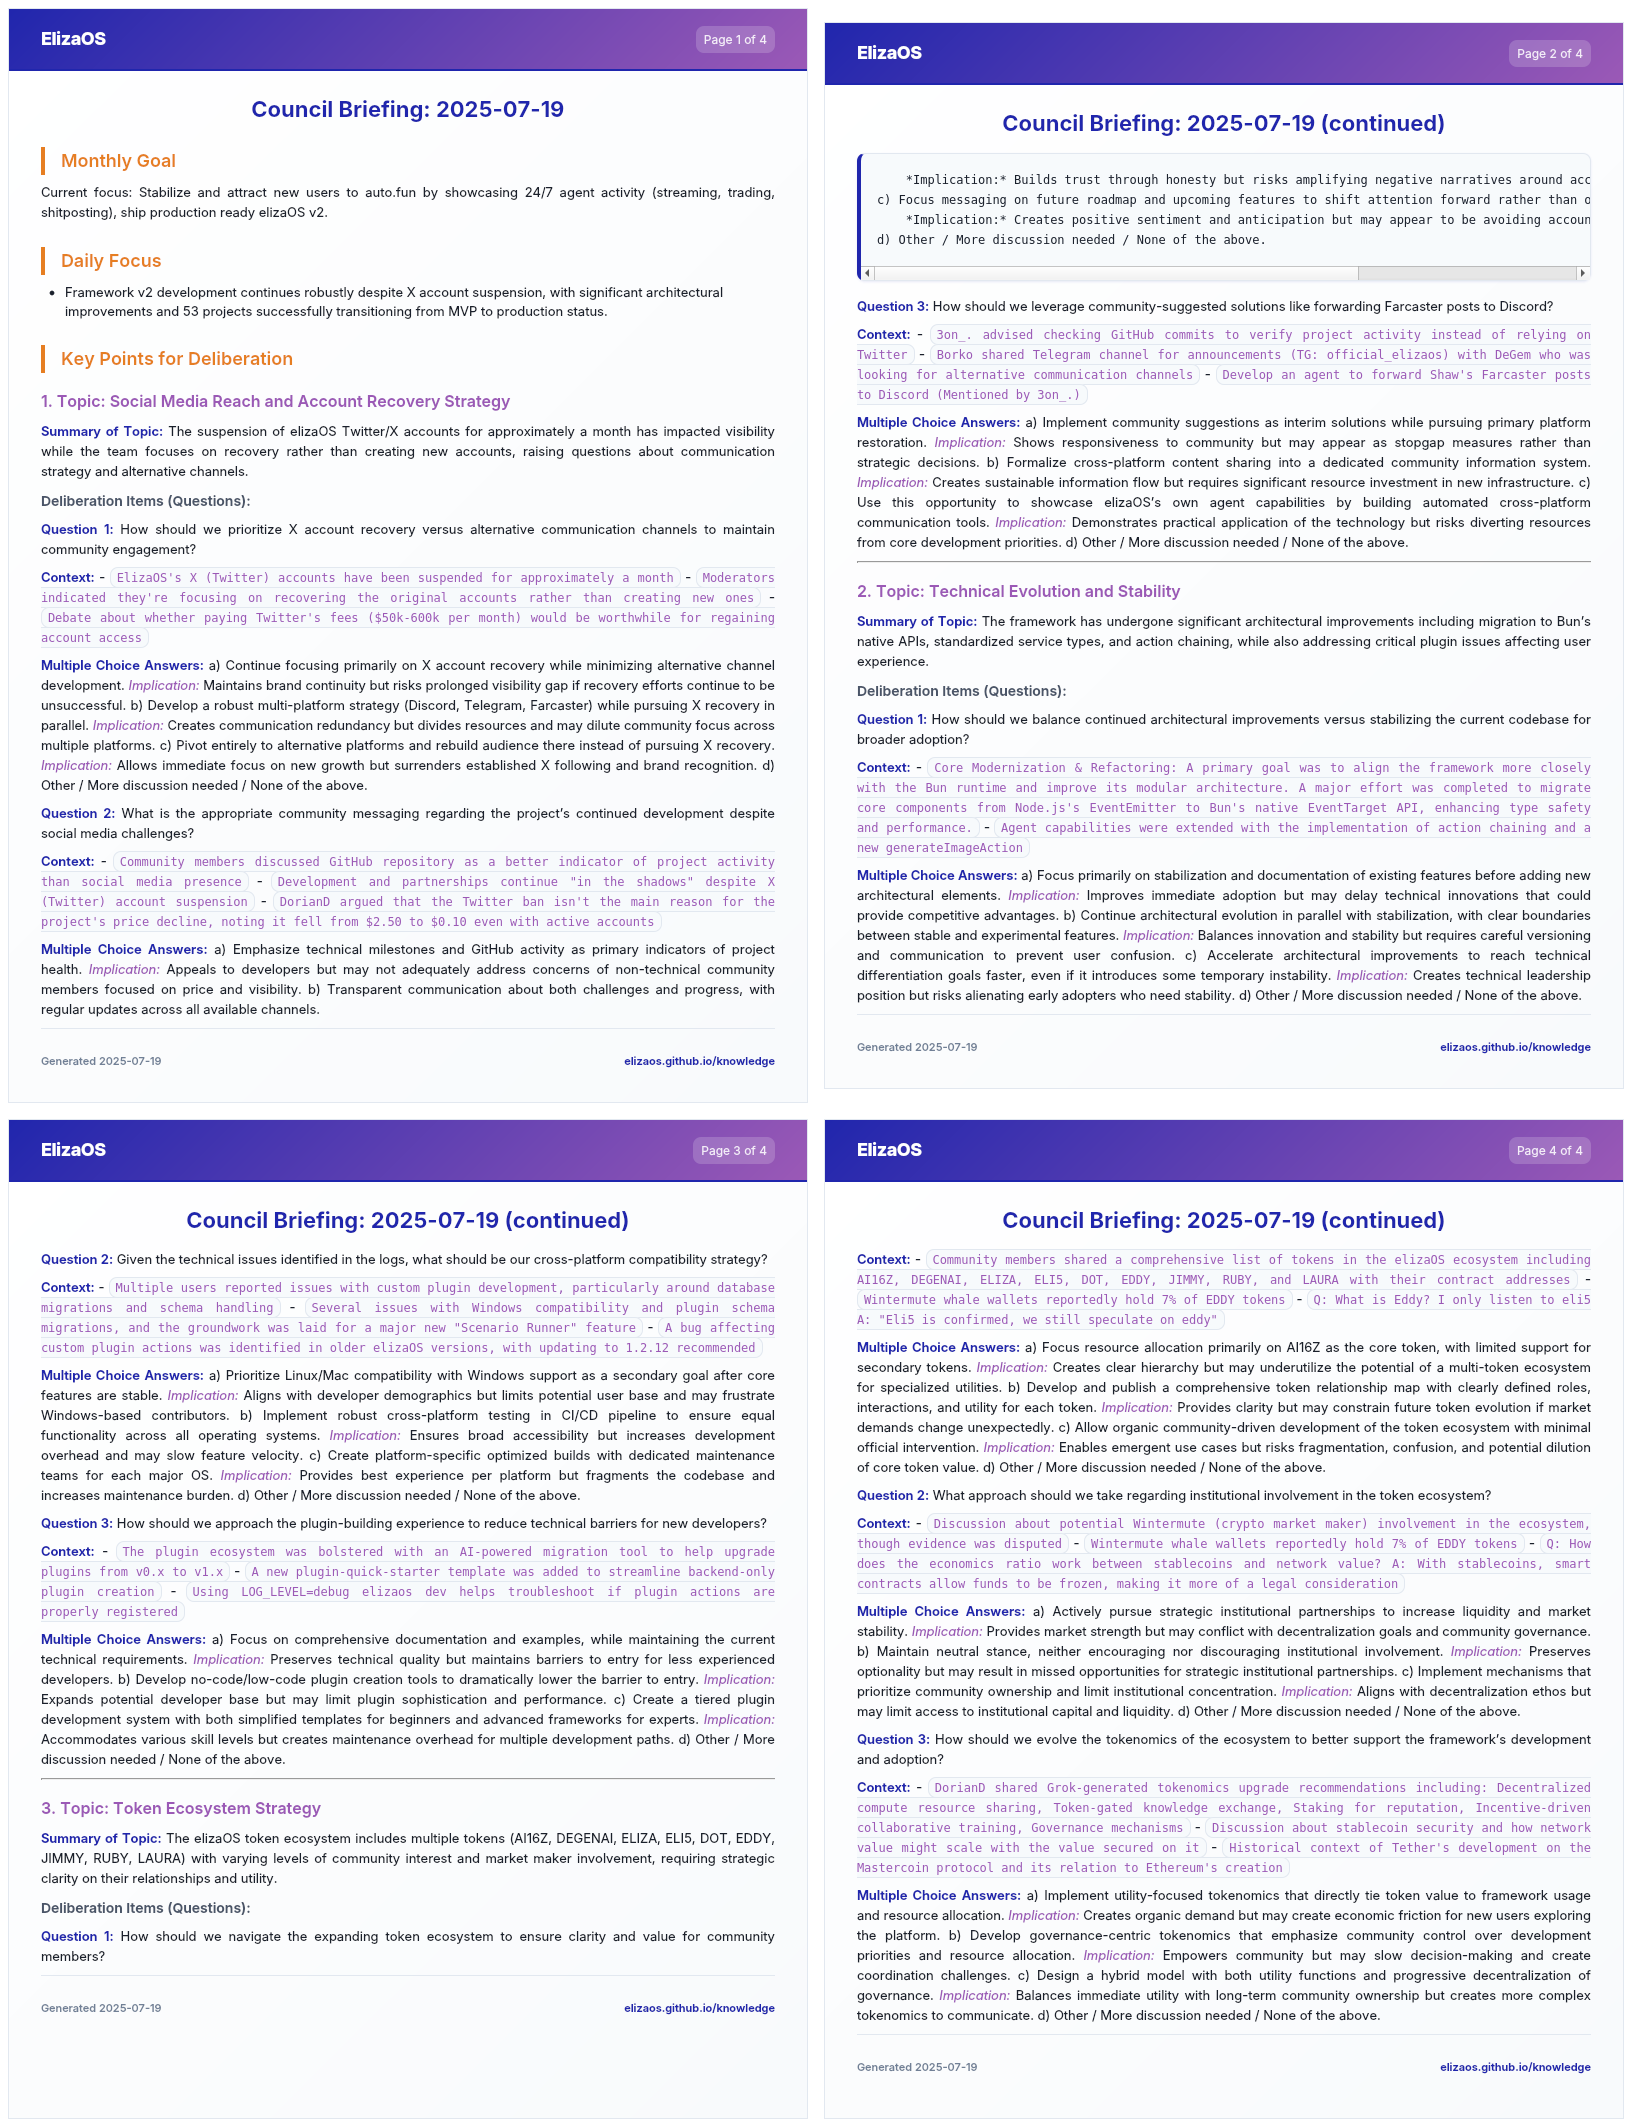 ElizaOS
Page 1 of 4
Council Briefing: 2025-07-19
Monthly Goal
Current focus: Stabilize and attract new users to auto.fun by showcasing 24/7 agent activity (streaming, trading,
shitposting), ship production ready elizaOS v2.
Daily Focus
• Framework v2 development continues robustly despite X account suspension, with significant architectural
improvements and 53 projects successfully transitioning from MVP to production status.
Key Points for Deliberation
1. Topic: Social Media Reach and Account Recovery Strategy
Summary of Topic: The suspension of elizaOS Twitter/X accounts for approximately a month has impacted visibility
while the team focuses on recovery rather than creating new accounts, raising questions about communication
strategy and alternative channels.
Deliberation Items (Questions):
Question 1: How should we prioritize X account recovery versus alternative communication channels to maintain
community engagement?
Context: - ElizaOS's X (Twitter) accounts have been suspended for approximately a month - Moderators
indicated they're focusing on recovering the original accounts rather than creating new ones -
Debate about whether paying Twitter's fees ($50k-600k per month) would be worthwhile for regaining
account access
Multiple Choice Answers: a) Continue focusing primarily on X account recovery while minimizing alternative channel
development. Implication: Maintains brand continuity but risks prolonged visibility gap if recovery efforts continue to be
unsuccessful. b) Develop a robust multi-platform strategy (Discord, Telegram, Farcaster) while pursuing X recovery in
parallel. Implication: Creates communication redundancy but divides resources and may dilute community focus across
multiple platforms. c) Pivot entirely to alternative platforms and rebuild audience there instead of pursuing X recovery.
Implication: Allows immediate focus on new growth but surrenders established X following and brand recognition. d)
Other / More discussion needed / None of the above.
Question 2: What is the appropriate community messaging regarding the project's continued development despite
social media challenges?
Context: - Community members discussed GitHub repository as a better indicator of project activity
than social media presence - Development and partnerships continue "in the shadows" despite X
(Twitter) account suspension - DorianD argued that the Twitter ban isn't the main reason for the
project's price decline, noting it fell from $2.50 to $0.10 even with active accounts
Multiple Choice Answers: a) Emphasize technical milestones and GitHub activity as primary indicators of project
health. Implication: Appeals to developers but may not adequately address concerns of non-technical community
members focused on price and visibility. b) Transparent communication about both challenges and progress, with
regular updates across all available channels.
Generated 2025-07-19
elizaos.github.io/knowledge
ElizaOS
Page 2 of 4
Council Briefing: 2025-07-19 (continued)
*Implication:* Builds trust through honesty but risks amplifying negative narratives around acc
c) Focus messaging on future roadmap and upcoming features to shift attention forward rather than o
*Implication:* Creates positive sentiment and anticipation but may appear to be avoiding accoun
d) Other / More discussion needed / None of the above.
Question 3: How should we leverage community-suggested solutions like forwarding Farcaster posts to Discord?
Context: - 3on_. advised checking GitHub commits to verify project activity instead of relying on
Twitter - Borko shared Telegram channel for announcements (TG: official_elizaos) with DeGem who was
looking for alternative communication channels - Develop an agent to forward Shaw's Farcaster posts
to Discord (Mentioned by 3on_.)
Multiple Choice Answers: a) Implement community suggestions as interim solutions while pursuing primary platform
restoration. Implication: Shows responsiveness to community but may appear as stopgap measures rather than
strategic decisions. b) Formalize cross-platform content sharing into a dedicated community information system.
Implication: Creates sustainable information flow but requires significant resource investment in new infrastructure. c)
Use this opportunity to showcase elizaOS's own agent capabilities by building automated cross-platform
communication tools. Implication: Demonstrates practical application of the technology but risks diverting resources
from core development priorities. d) Other / More discussion needed / None of the above.
2. Topic: Technical Evolution and Stability
Summary of Topic: The framework has undergone significant architectural improvements including migration to Bun's
native APIs, standardized service types, and action chaining, while also addressing critical plugin issues affecting user
experience.
Deliberation Items (Questions):
Question 1: How should we balance continued architectural improvements versus stabilizing the current codebase for
broader adoption?
Context: - Core Modernization & Refactoring: A primary goal was to align the framework more closely
with the Bun runtime and improve its modular architecture. A major effort was completed to migrate
core components from Node.js's EventEmitter to Bun's native EventTarget API, enhancing type safety
and performance. - Agent capabilities were extended with the implementation of action chaining and a
new generateImageAction
Multiple Choice Answers: a) Focus primarily on stabilization and documentation of existing features before adding new
architectural elements. Implication: Improves immediate adoption but may delay technical innovations that could
provide competitive advantages. b) Continue architectural evolution in parallel with stabilization, with clear boundaries
between stable and experimental features. Implication: Balances innovation and stability but requires careful versioning
and communication to prevent user confusion. c) Accelerate architectural improvements to reach technical
differentiation goals faster, even if it introduces some temporary instability. Implication: Creates technical leadership
position but risks alienating early adopters who need stability. d) Other / More discussion needed / None of the above.
Generated 2025-07-19
elizaos.github.io/knowledge
ElizaOS
Page 3 of 4
Council Briefing: 2025-07-19 (continued)
Question 2: Given the technical issues identified in the logs, what should be our cross-platform compatibility strategy?
Context: - Multiple users reported issues with custom plugin development, particularly around database
migrations and schema handling - Several issues with Windows compatibility and plugin schema
migrations, and the groundwork was laid for a major new "Scenario Runner" feature - A bug affecting
custom plugin actions was identified in older elizaOS versions, with updating to 1.2.12 recommended
Multiple Choice Answers: a) Prioritize Linux/Mac compatibility with Windows support as a secondary goal after core
features are stable. Implication: Aligns with developer demographics but limits potential user base and may frustrate
Windows-based contributors. b) Implement robust cross-platform testing in CI/CD pipeline to ensure equal
functionality across all operating systems. Implication: Ensures broad accessibility but increases development
overhead and may slow feature velocity. c) Create platform-specific optimized builds with dedicated maintenance
teams for each major OS. Implication: Provides best experience per platform but fragments the codebase and
increases maintenance burden. d) Other / More discussion needed / None of the above.
Question 3: How should we approach the plugin-building experience to reduce technical barriers for new developers?
Context: - The plugin ecosystem was bolstered with an AI-powered migration tool to help upgrade
plugins from v0.x to v1.x - A new plugin-quick-starter template was added to streamline backend-only
plugin creation - Using LOG_LEVEL=debug elizaos dev helps troubleshoot if plugin actions are
properly registered
Multiple Choice Answers: a) Focus on comprehensive documentation and examples, while maintaining the current
technical requirements. Implication: Preserves technical quality but maintains barriers to entry for less experienced
developers. b) Develop no-code/low-code plugin creation tools to dramatically lower the barrier to entry. Implication:
Expands potential developer base but may limit plugin sophistication and performance. c) Create a tiered plugin
development system with both simplified templates for beginners and advanced frameworks for experts. Implication:
Accommodates various skill levels but creates maintenance overhead for multiple development paths. d) Other / More
discussion needed / None of the above.
3. Topic: Token Ecosystem Strategy
Summary of Topic: The elizaOS token ecosystem includes multiple tokens (AI16Z, DEGENAI, ELIZA, ELI5, DOT, EDDY,
JIMMY, RUBY, LAURA) with varying levels of community interest and market maker involvement, requiring strategic
clarity on their relationships and utility.
Deliberation Items (Questions):
Question 1: How should we navigate the expanding token ecosystem to ensure clarity and value for community
members?
Generated 2025-07-19
elizaos.github.io/knowledge
ElizaOS
Page 4 of 4
Council Briefing: 2025-07-19 (continued)
Context: - Community members shared a comprehensive list of tokens in the elizaOS ecosystem including
AI16Z, DEGENAI, ELIZA, ELI5, DOT, EDDY, JIMMY, RUBY, and LAURA with their contract addresses -
Wintermute whale wallets reportedly hold 7% of EDDY tokens - Q: What is Eddy? I only listen to eli5
A: "Eli5 is confirmed, we still speculate on eddy"
Multiple Choice Answers: a) Focus resource allocation primarily on AI16Z as the core token, with limited support for
secondary tokens. Implication: Creates clear hierarchy but may underutilize the potential of a multi-token ecosystem
for specialized utilities. b) Develop and publish a comprehensive token relationship map with clearly defined roles,
interactions, and utility for each token. Implication: Provides clarity but may constrain future token evolution if market
demands change unexpectedly. c) Allow organic community-driven development of the token ecosystem with minimal
official intervention. Implication: Enables emergent use cases but risks fragmentation, confusion, and potential dilution
of core token value. d) Other / More discussion needed / None of the above.
Question 2: What approach should we take regarding institutional involvement in the token ecosystem?
Context: - Discussion about potential Wintermute (crypto market maker) involvement in the ecosystem,
though evidence was disputed - Wintermute whale wallets reportedly hold 7% of EDDY tokens - Q: How
does the economics ratio work between stablecoins and network value? A: With stablecoins, smart
contracts allow funds to be frozen, making it more of a legal consideration
Multiple Choice Answers: a) Actively pursue strategic institutional partnerships to increase liquidity and market
stability. Implication: Provides market strength but may conflict with decentralization goals and community governance.
b) Maintain neutral stance, neither encouraging nor discouraging institutional involvement. Implication: Preserves
optionality but may result in missed opportunities for strategic institutional partnerships. c) Implement mechanisms that
prioritize community ownership and limit institutional concentration. Implication: Aligns with decentralization ethos but
may limit access to institutional capital and liquidity. d) Other / More discussion needed / None of the above.
Question 3: How should we evolve the tokenomics of the ecosystem to better support the framework's development
and adoption?
Context: - DorianD shared Grok-generated tokenomics upgrade recommendations including: Decentralized
compute resource sharing, Token-gated knowledge exchange, Staking for reputation, Incentive-driven
collaborative training, Governance mechanisms - Discussion about stablecoin security and how network
value might scale with the value secured on it - Historical context of Tether's development on the
Mastercoin protocol and its relation to Ethereum's creation
Multiple Choice Answers: a) Implement utility-focused tokenomics that directly tie token value to framework usage
and resource allocation. Implication: Creates organic demand but may create economic friction for new users exploring
the platform. b) Develop governance-centric tokenomics that emphasize community control over development
priorities and resource allocation. Implication: Empowers community but may slow decision-making and create
coordination challenges. c) Design a hybrid model with both utility functions and progressive decentralization of
governance. Implication: Balances immediate utility with long-term community ownership but creates more complex
tokenomics to communicate. d) Other / More discussion needed / None of the above.
Generated 2025-07-19
elizaos.github.io/knowledge